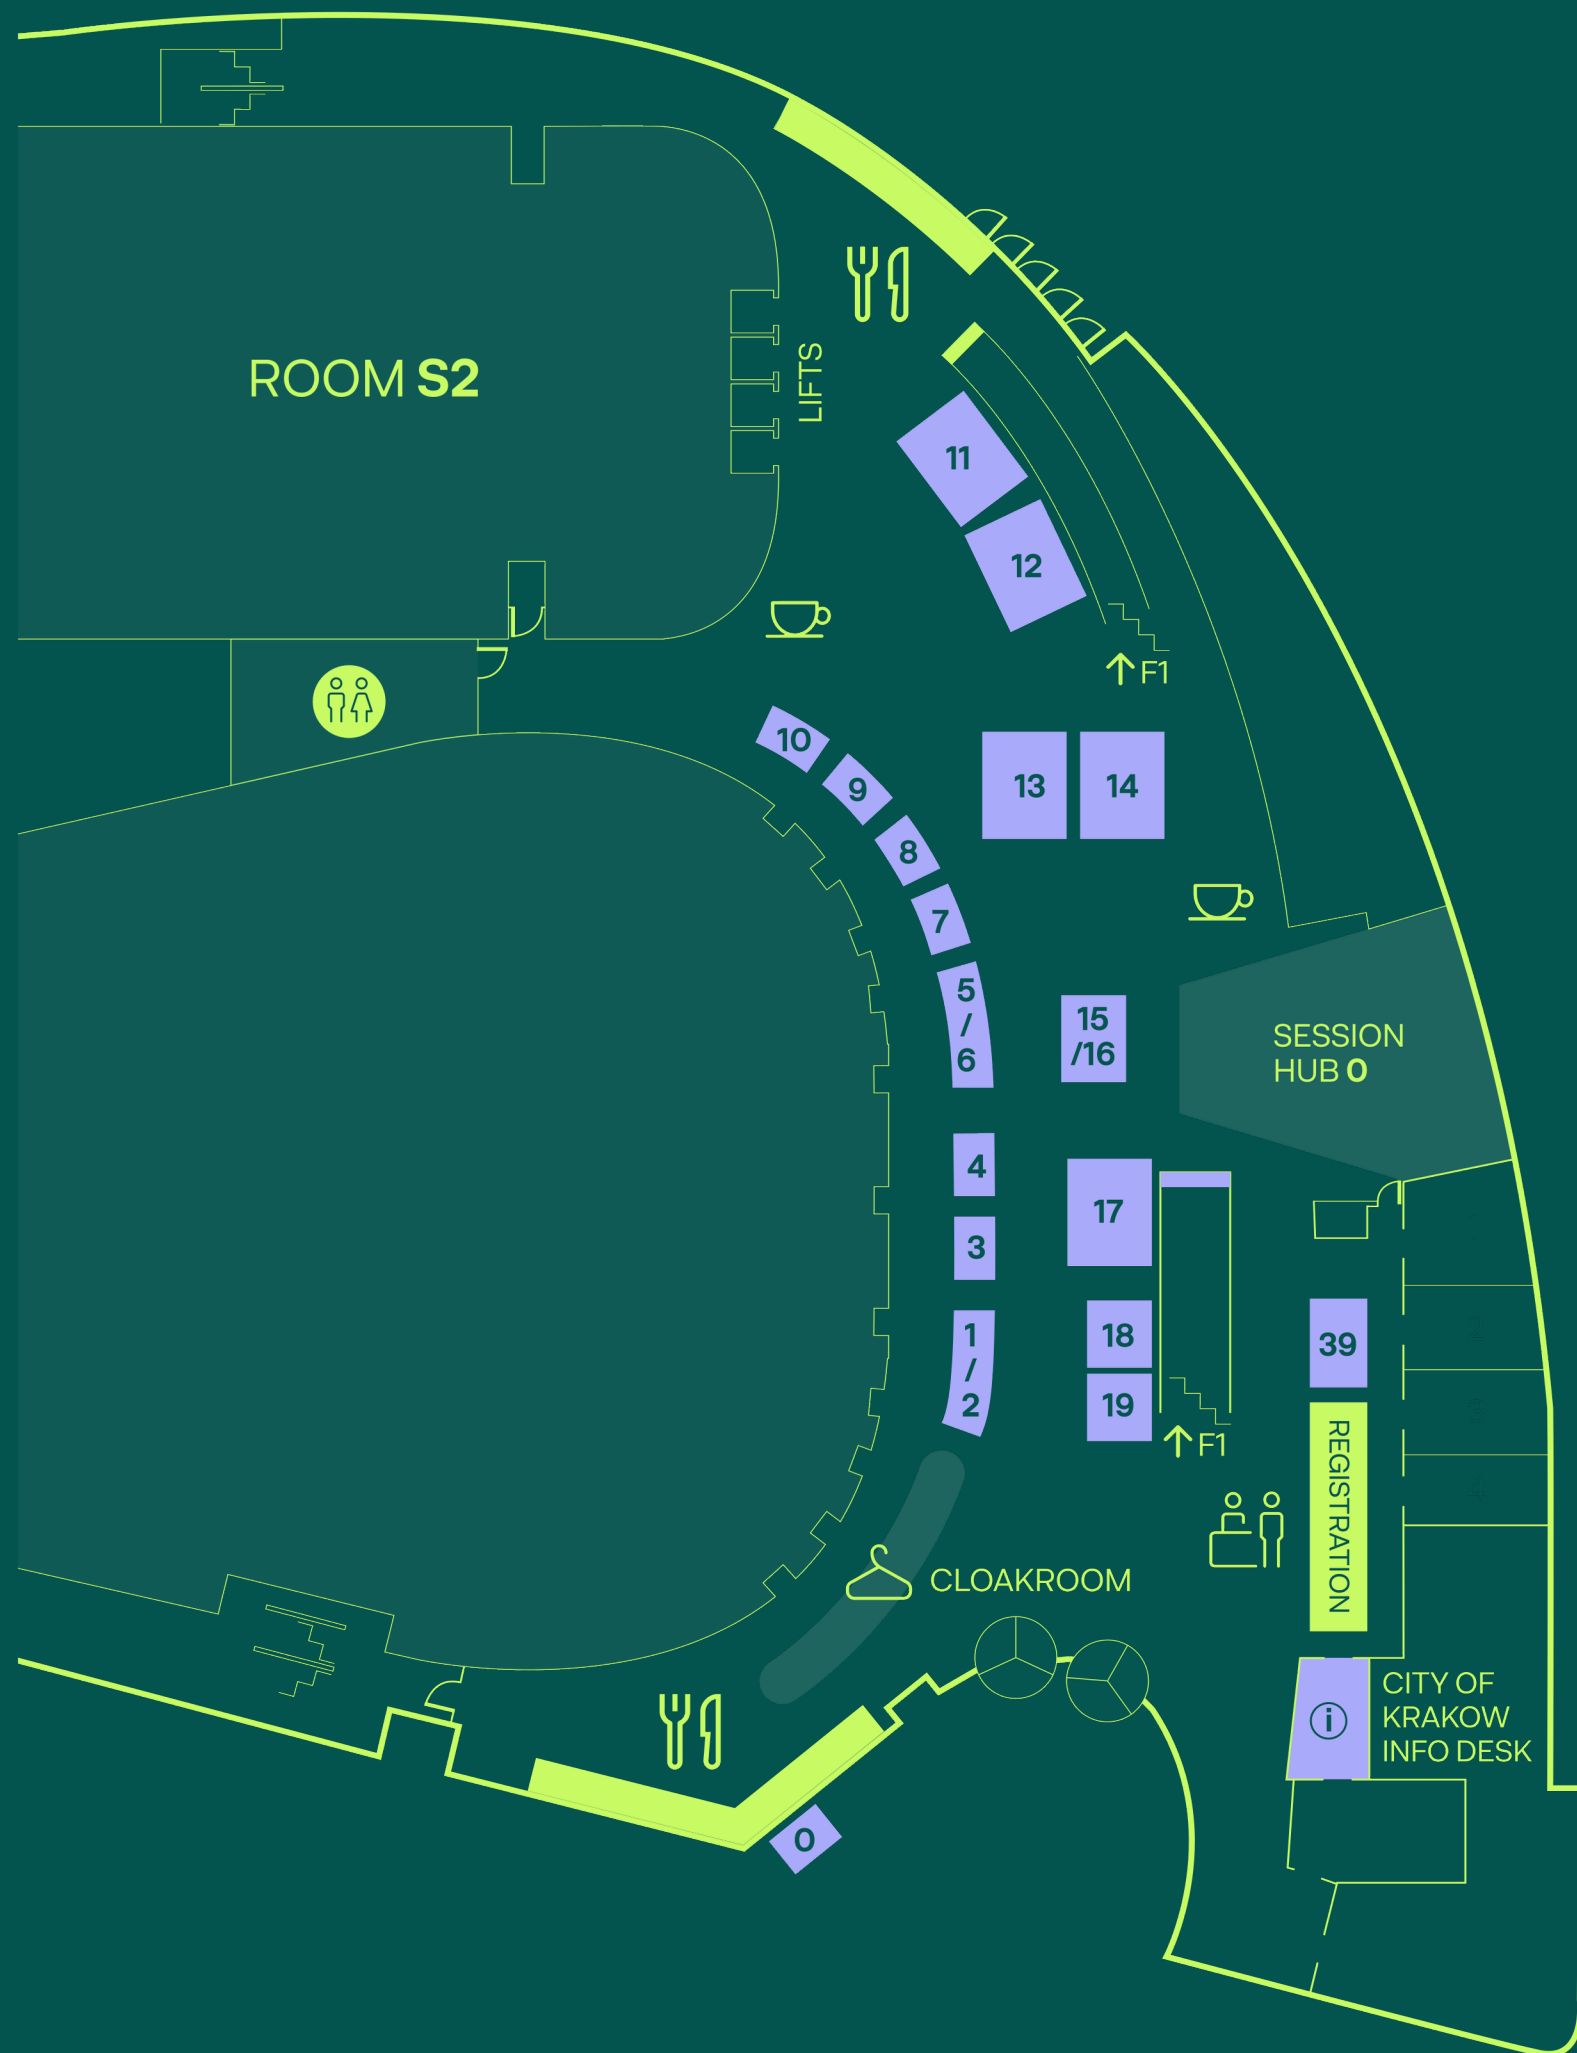 ROOM S2
LIFTS
11
12
F1
10
9
8
7
13
14
5
/
6
15
/16
SESSION
HUB 0
4
3
17
1
/
2
18
19
39
F1
REGISTRATION
CLOAKROOM
CITY OF
KRAKOW
INFO DESK
i
0